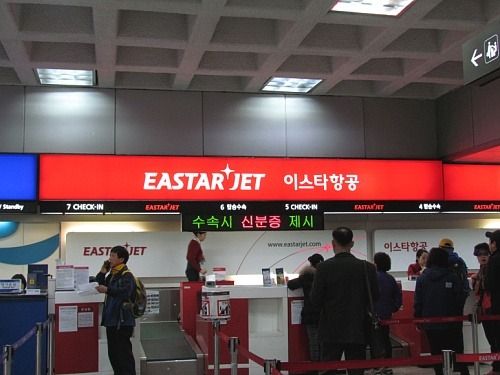 EASTAR JET 이스타항공
/ Standby
7 CHECK-IN
EASTAR JET
6 탑승수속
5 CHECK-IN
EASTAR JET
4 탑승수속
수속시 신분증 제시
EASTAR JET
www.eastarjet.com
이스타항공